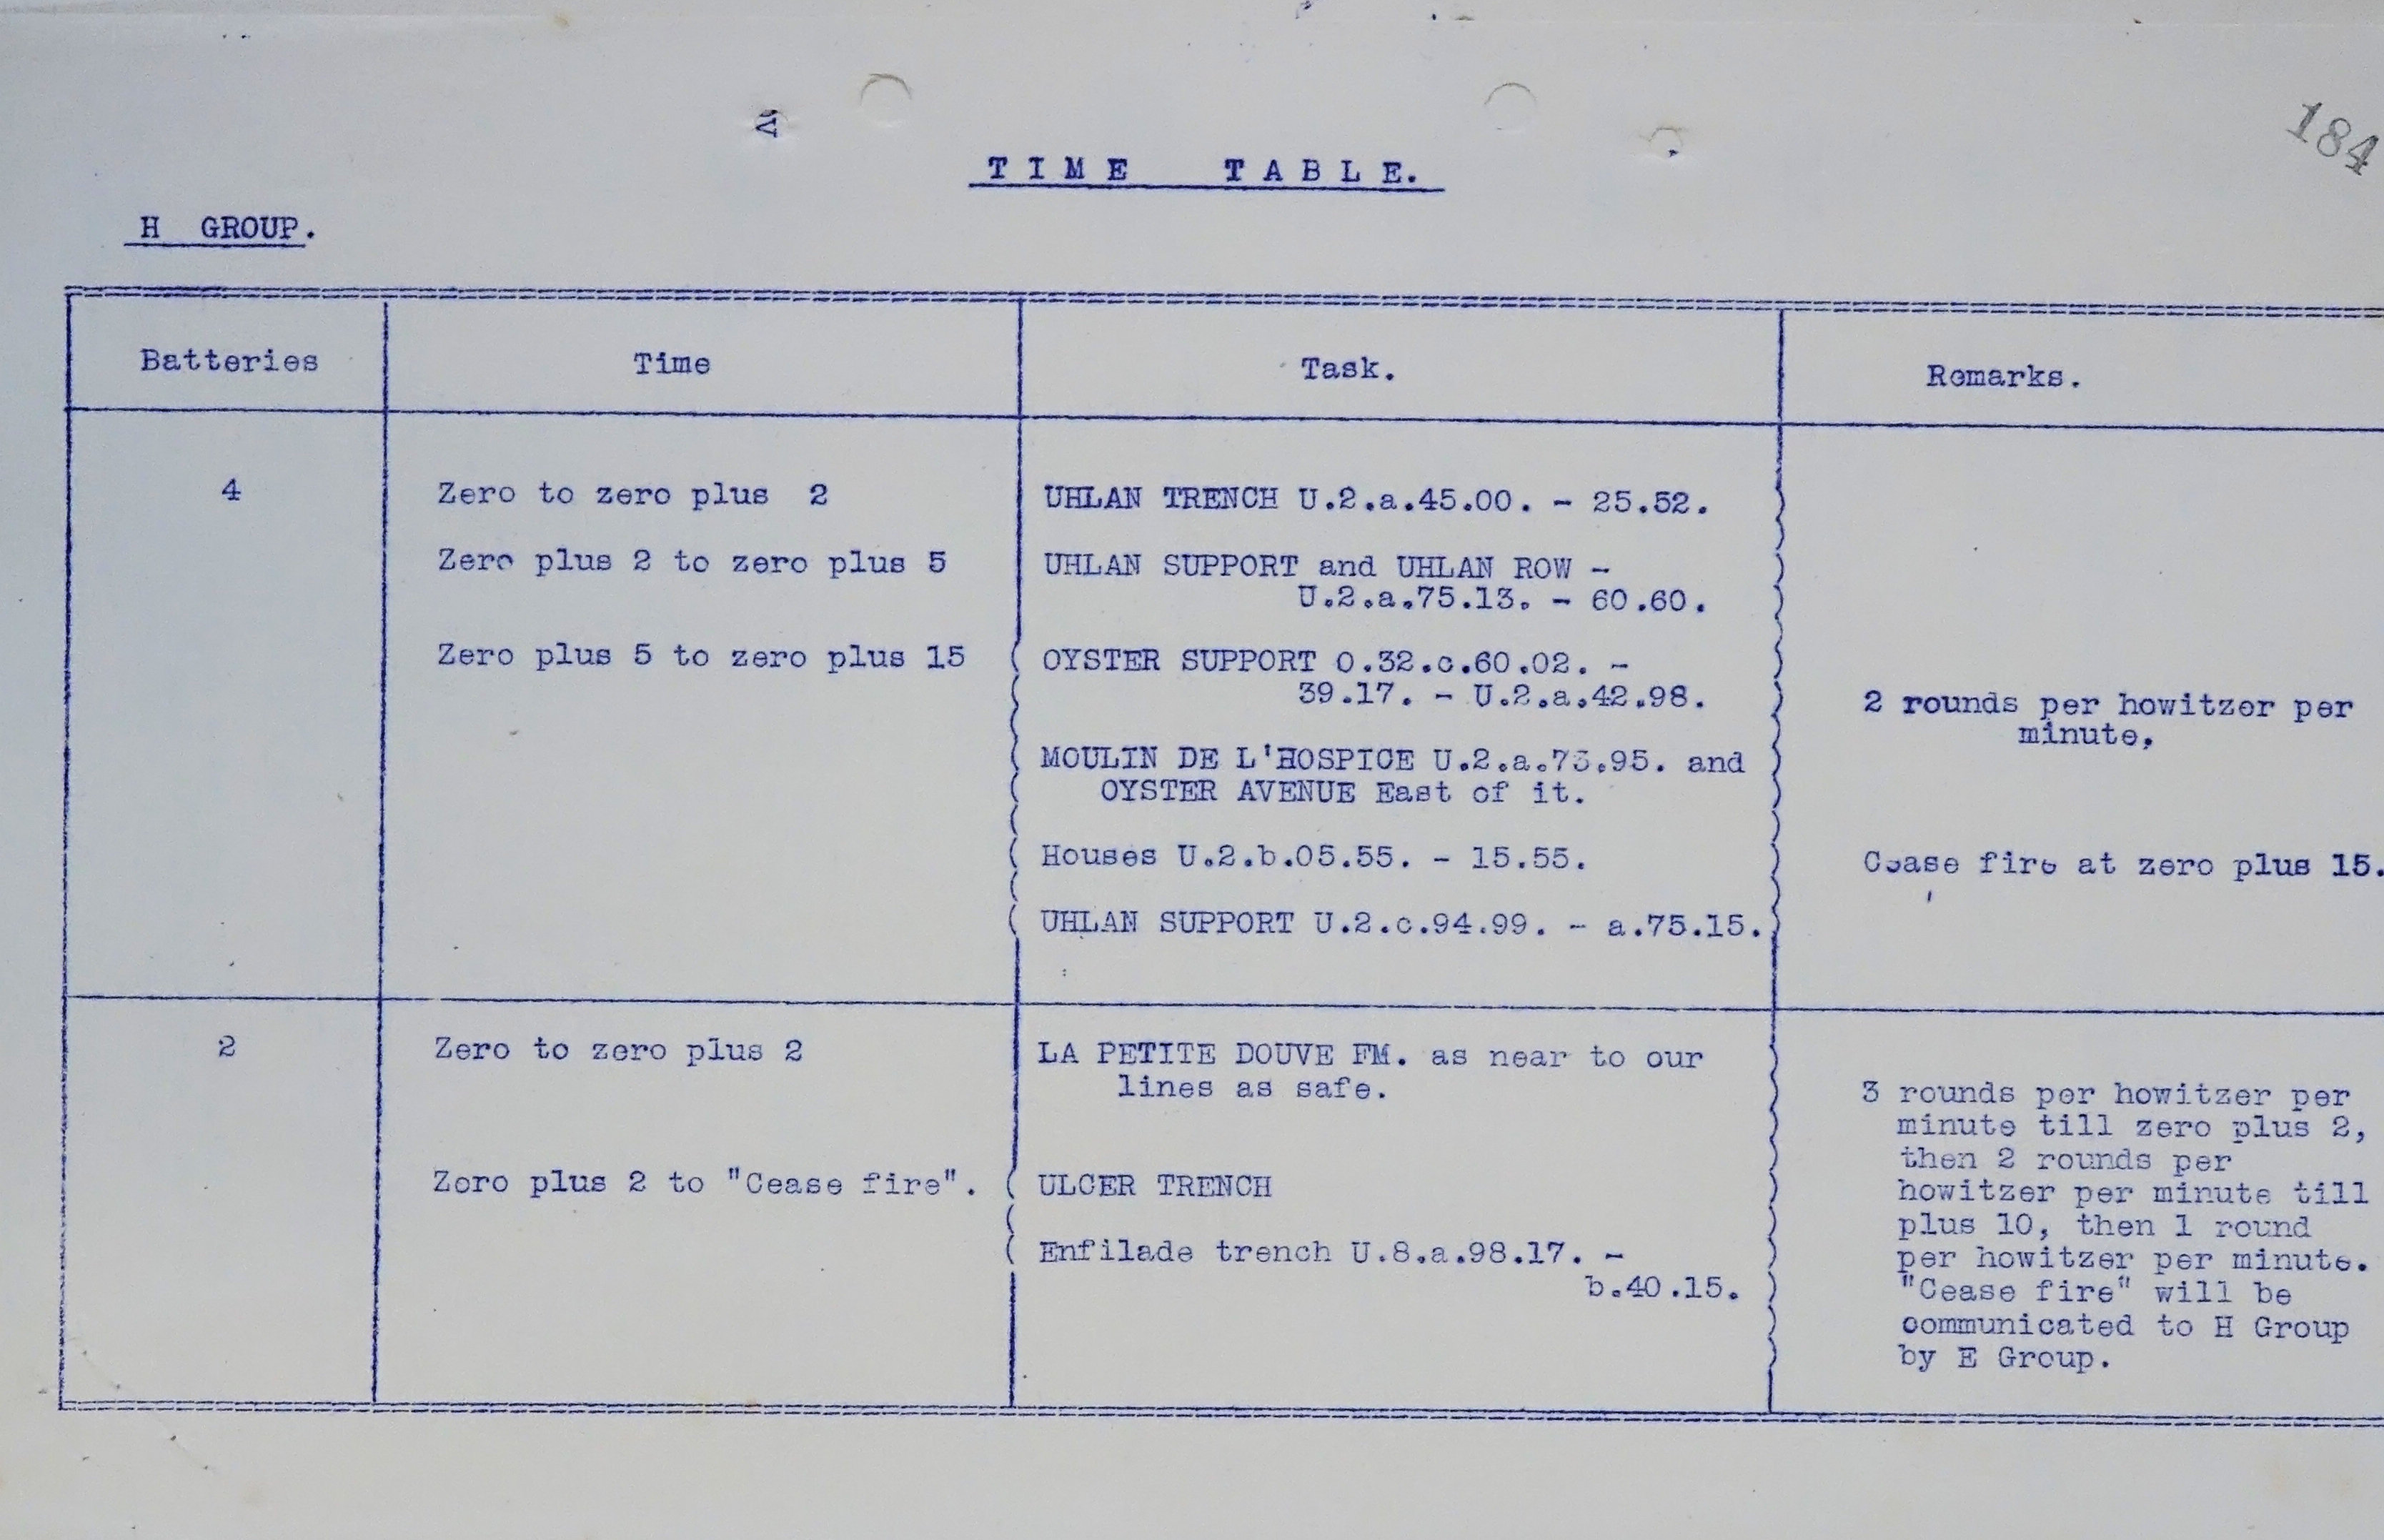 184
TIME TABLE.
H GROUP.
Batteries Time Task. Remarks.
4 Zero to zero plus 2 UHLAN TRENCH U.2.a.45.00. - 25.52.
Zero plus 2 to zero plus 5 UHLAN SUPPORT and UHLAN ROW -
U.2.a.75.13. - 60.60.
Zero plus 5 to zero plus 15 ( OYSTER SUPPORT O.32.c.60.02. -
39.17. - U.2.a.42.98.
2 rounds per howitzer per
minute.
MOULIN DE L'HOSPICE U.2.a.73.95. and
OYSTER AVENUE East of it.
Houses U.2.b.05.55. - 15.55.
Cease fire at zero plus 15.
UHLAN SUPPORT U.2.c.94.99. - a.75.15.
2 Zero to zero plus 2 LA PETITE DOUVE FM. as near to our
lines as safe.
Zero plus 2 to "Cease fire". ( ULCER TRENCH
( Enfilade trench U.8.a.98.17. -
b.40.15.
3 rounds per howitzer per
minute till zero plus 2,
then 2 rounds per
howitzer per minute till
plus 10, then 1 round
per howitzer per minute.
"Cease fire" will be
communicated to H Group
by E Group.